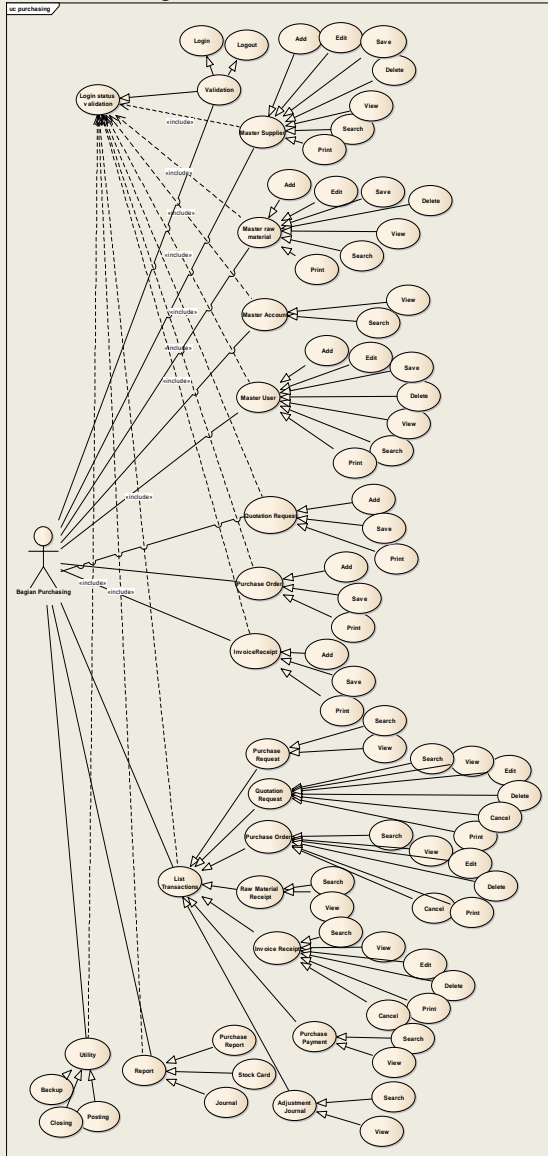 uc purchasing
Login
Logout
Add
Edit
Save
Delete
Login status
validation
Validation
View
«include»
Master Supplier
Search
Print
«include»
Add
Edit
Save
Delete
«include»
Master raw
material
View
Search
Print
View
«include»
Master Account
Search
«include»
Add
Edit
Save
«include»
Master User
Delete
View
Search
Print
«include»
Quotation Request
Add
Save
Print
Bagian Purchasing
«include»
«include»
Purchase Order
Add
Save
Print
InvoiceReceipt
Add
Save
Print
Search
Purchase
Request
View
Search
View
Edit
Quotation
Request
Delete
Cancel
Print
Purchase Order
Search
View
Edit
Delete
Cancel
Print
List
Transactions
Raw Material
Receipt
Search
View
Invoice Receipt
Search
View
Edit
Delete
Print
Cancel
Purchase
Payment
Search
View
Utility
Backup
Closing
Posting
Report
Purchase
Report
Stock Card
Journal
Adjustment
Journal
Search
View